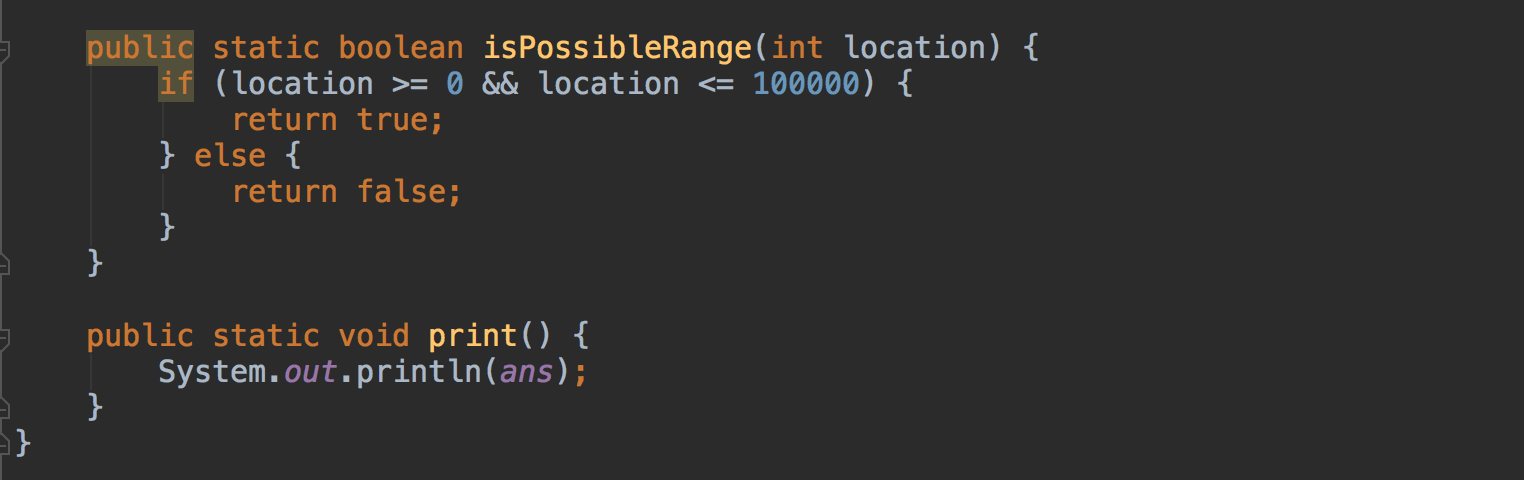 public static boolean isPossibleRange(int location) {
if (location >= 0 && location <= 100000) {
return true;
} else {
return false;
}
}
public static void print() {
System.out.println(ans);
}
}